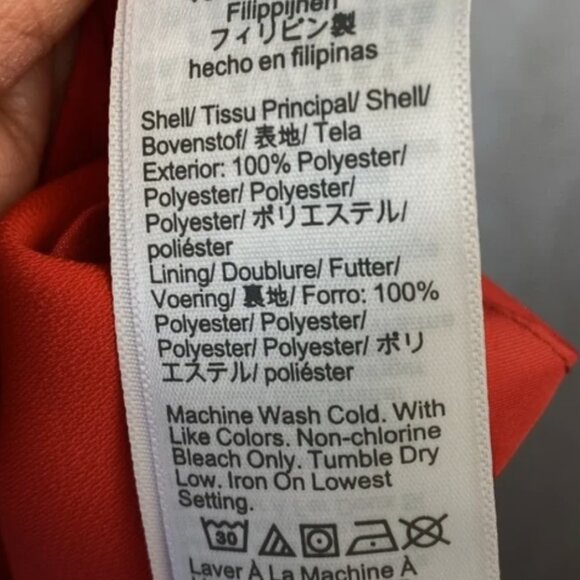 Filippijnen
フィリピン製
hecho en filipinas
Shell/ Tissu Principal/ Shell/
Bovenstof/ 表地/ Tela
Exterior: 100% Polyester/
Polyester/ Polyester/
Polyester/ ポリエステル/
poliéster
Lining/ Doublure/ Futter/
Voering/ 裏地/ Forro: 100%
Polyester/ Polyester/
Polyester/ Polyester/ ポリ
エステル/ poliéster
Machine Wash Cold. With
Like Colors. Non-chlorine
Bleach Only. Tumble Dry
Low. Iron On Lowest
Setting.
30
Laver À La Machine À